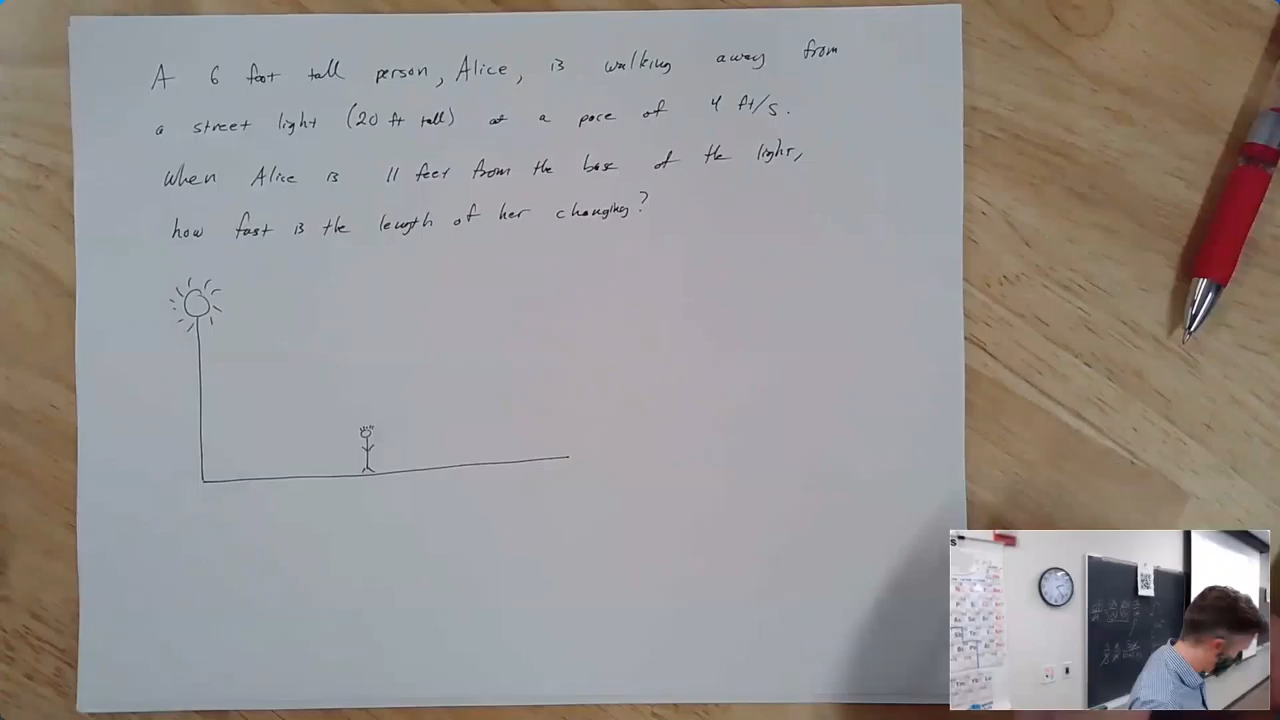 A 6 foot tall person, Alice, is walking away from
a street light (20 ft tall) at a pace of 4 ft/s.
When Alice is 11 feet from the base of the light,
how fast is the length of her changing?